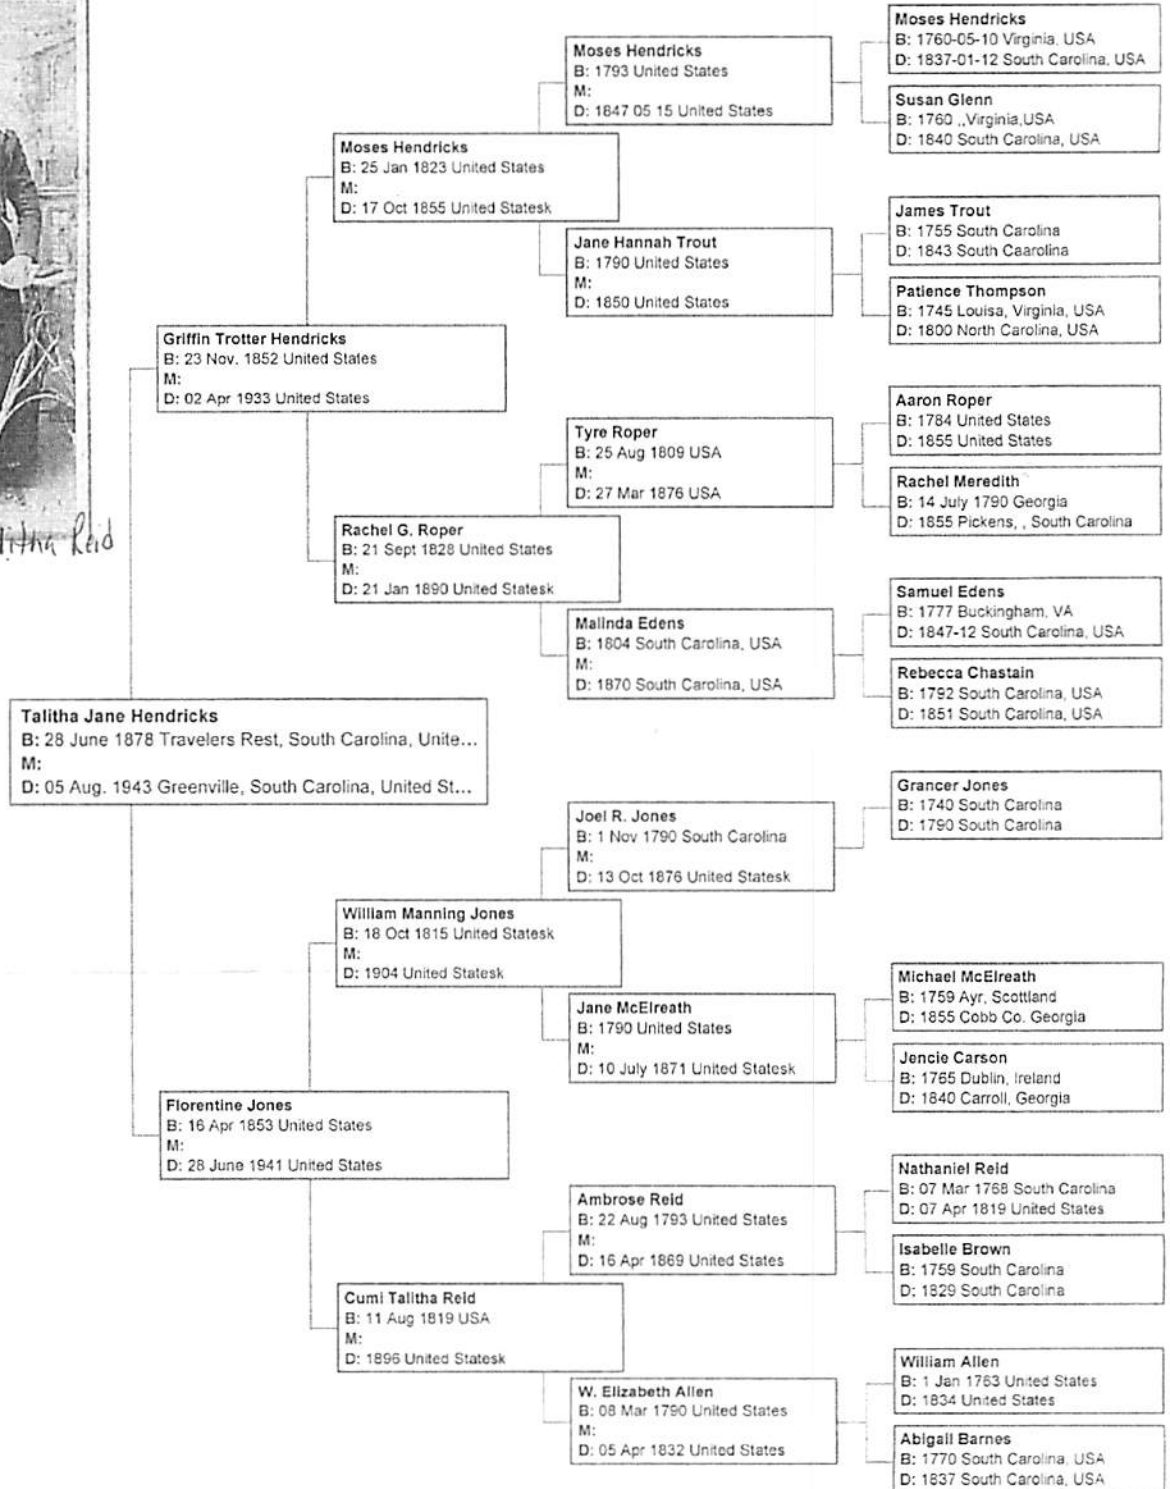 Moses Hendricks
B: 1760-05-10 Virginia, USA
D: 1837-01-12 South Carolina, USA
Moses Hendricks
B: 1793 United States
M:
D: 1847 05 15 United States
Susan Glenn
B: 1760 ,,Virginia,USA
D: 1840 South Carolina, USA
Moses Hendricks
B: 25 Jan 1823 United States
M:
D: 17 Oct 1855 United Statesk
James Trout
B: 1755 South Carolina
D: 1843 South Caarolina
Jane Hannah Trout
B: 1790 United States
M:
D: 1850 United States
Patience Thompson
B: 1745 Louisa, Virginia, USA
D: 1800 North Carolina, USA
Griffin Trotter Hendricks
B: 23 Nov. 1852 United States
M:
D: 02 Apr 1933 United States
Aaron Roper
B: 1784 United States
D: 1855 United States
Tyre Roper
B: 25 Aug 1809 USA
M:
D: 27 Mar 1876 USA
Rachel Meredith
B: 14 July 1790 Georgia
D: 1855 Pickens, , South Carolina
Reid
Rachel G. Roper
B: 21 Sept 1828 United States
M:
D: 21 Jan 1890 United Statesk
Samuel Edens
B: 1777 Buckingham, VA
D: 1847-12 South Carolina, USA
Malinda Edens
B: 1804 South Carolina, USA
M:
D: 1870 South Carolina, USA
Rebecca Chastain
B: 1792 South Carolina, USA
D: 1851 South Carolina, USA
Talitha Jane Hendricks
B: 28 June 1878 Travelers Rest, South Carolina, Unite...
M:
D: 05 Aug. 1943 Greenville, South Carolina, United St...
Grancer Jones
B: 1740 South Carolina
D: 1790 South Carolina
Joel R. Jones
B: 1 Nov 1790 South Carolina
M:
D: 13 Oct 1876 United Statesk
William Manning Jones
B: 18 Oct 1815 United Statesk
M:
D: 1904 United Statesk
Michael McElreath
B: 1759 Ayr, Scottland
D: 1855 Cobb Co. Georgia
Jane McElreath
B: 1790 United States
M:
D: 10 July 1871 United Statesk
Jencie Carson
B: 1765 Dublin, Ireland
D: 1840 Carroll, Georgia
Florentine Jones
B: 16 Apr 1853 United States
M:
D: 28 June 1941 United States
Nathaniel Reid
B: 07 Mar 1768 South Carolina
D: 07 Apr 1819 United States
Ambrose Reid
B: 22 Aug 1793 United States
M:
D: 16 Apr 1869 United States
Isabelle Brown
B: 1759 South Carolina
D: 1829 South Carolina
Cumi Talitha Reid
B: 11 Aug 1819 USA
M:
D: 1896 United Statesk
William Allen
B: 1 Jan 1763 United States
D: 1834 United States
W. Elizabeth Allen
B: 08 Mar 1790 United States
M:
D: 05 Apr 1832 United States
Abigail Barnes
B: 1770 South Carolina, USA
D: 1837 South Carolina, USA